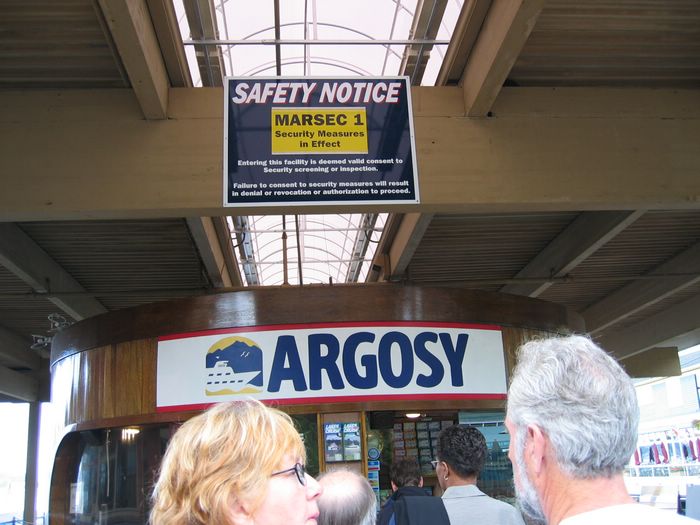 SAFETY NOTICE
MARSEC 1
Security Measures
in Effect
Entering this facility is deemed valid consent to
Security screening or inspection.
Failure to consent to security measures will result
in denial or revocation or authorization to proceed.
ARGOSY